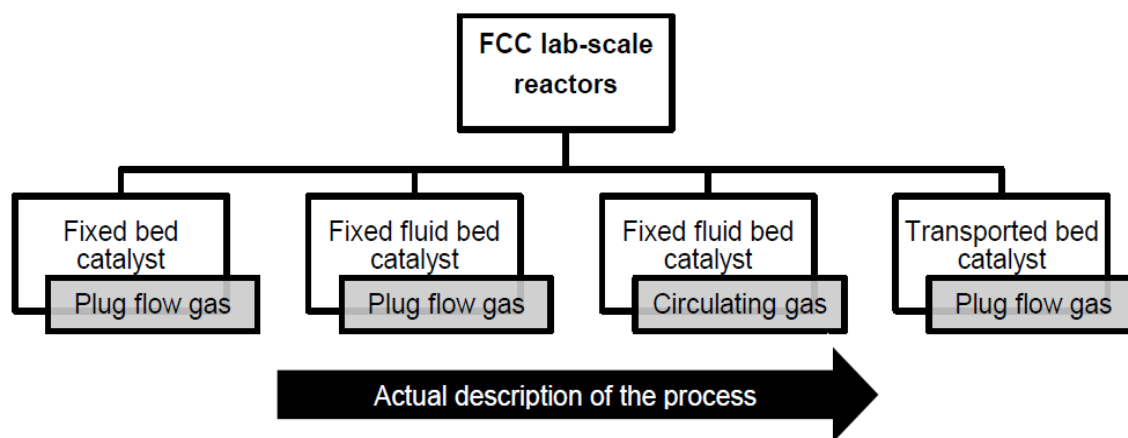 FCC lab-scale
reactors
Fixed bed
catalyst
Plug flow gas
Fixed fluid bed
catalyst
Plug flow gas
Fixed fluid bed
catalyst
Circulating gas
Transported bed
catalyst
Plug flow gas
Actual description of the process